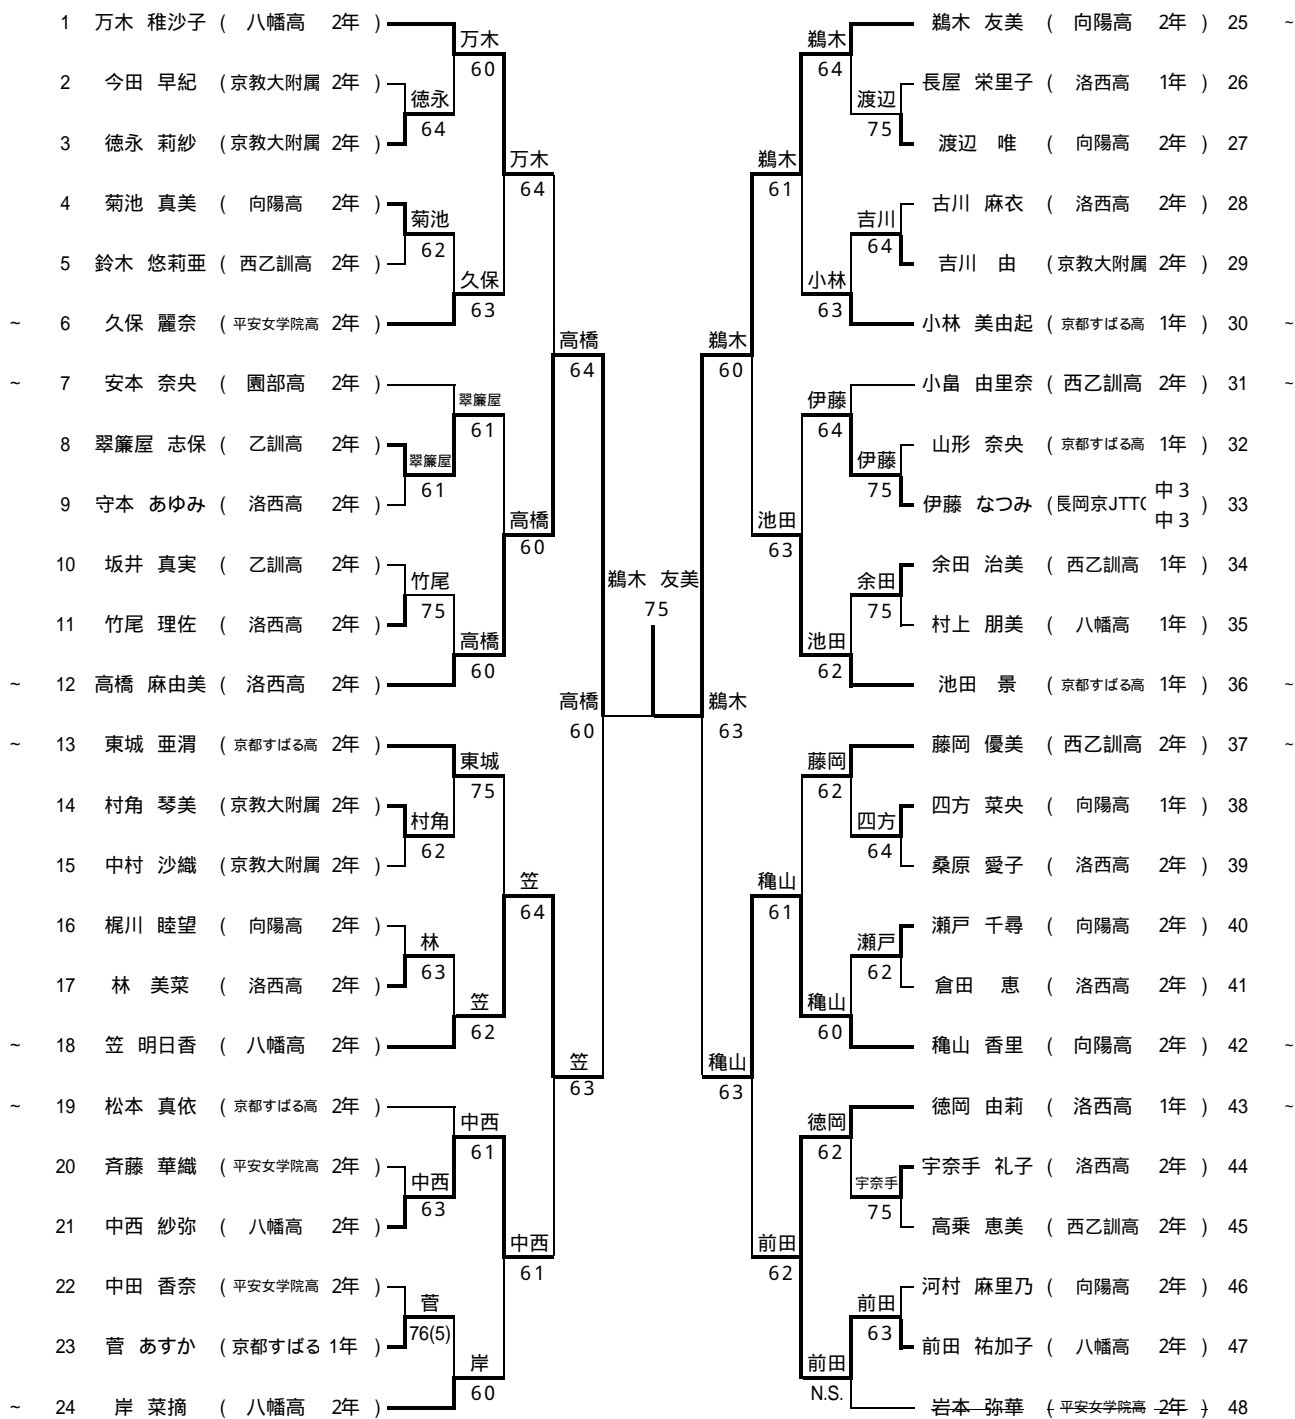 1 万木 稚沙子 ( 八幡高 2年 ) 鵜木 友美 ( 向陽高 2年 ) 25 ~
万木 鵜木
60 64
2 今田 早紀 ( 京教大附属 2年 ) 長屋 栄里子 ( 洛西高 1年 ) 26
徳永 渡辺
64 75
3 徳永 莉紗 ( 京教大附属 2年 ) 渡辺 唯 ( 向陽高 2年 ) 27
万木 鵜木
64 61
4 菊池 真美 ( 向陽高 2年 ) 古川 麻衣 ( 洛西高 2年 ) 28
菊池 吉川
62 64
5 鈴木 悠莉亜 ( 西乙訓高 2年 ) 吉川 由 ( 京教大附属 2年 ) 29
久保 小林
63 63
~ 6 久保 麗奈 ( 平安女学院高 2年 ) 小林 美由起 ( 京都すばる高 1年 ) 30 ~
高橋 鵜木
64 60
~ 7 安本 奈央 ( 園部高 2年 ) 小畠 由里奈 ( 西乙訓高 2年 ) 31 ~
翠簾屋 伊藤
61 64
8 翠簾屋 志保 ( 乙訓高 2年 ) 山形 奈央 ( 京都すばる高 1年 ) 32
翠簾屋 伊藤
61 75 中3
9 守本 あゆみ ( 洛西高 2年 ) 伊藤 なつみ ( 長岡京JTTC ) 33
高橋 池田 中3
60 63
10 坂井 真実 ( 乙訓高 2年 ) 余田 治美 ( 西乙訓高 1年 ) 34
竹尾 鵜木 友美 余田
75 75 75
11 竹尾 理佐 ( 洛西高 2年 ) 村上 朋美 ( 八幡高 1年 ) 35
高橋 池田
60 62
~ 12 高橋 麻由美 ( 洛西高 2年 ) 池田 景 ( 京都すばる高 1年 ) 36 ~
高橋 鵜木
60 63
~ 13 東城 亜渭 ( 京都すばる高 2年 ) 藤岡 優美 ( 西乙訓高 2年 ) 37 ~
東城 藤岡
75 62
14 村角 琴美 ( 京教大附属 2年 ) 四方 菜央 ( 向陽高 1年 ) 38
村角 四方
62 64
15 中村 沙織 ( 京教大附属 2年 ) 桑原 愛子 ( 洛西高 2年 ) 39
笠 穐山
64 61
16 梶川 睦望 ( 向陽高 2年 ) 瀬戸 千尋 ( 向陽高 2年 ) 40
林 瀬戸
63 62
17 林 美菜 ( 洛西高 2年 ) 倉田 恵 ( 洛西高 2年 ) 41
笠 穐山
62 60
~ 18 笠 明日香 ( 八幡高 2年 ) 穐山 香里 ( 向陽高 2年 ) 42 ~
笠 穐山
63 63
~ 19 松本 真依 ( 京都すばる高 2年 ) 徳岡 由莉 ( 洛西高 1年 ) 43 ~
中西 徳岡
61 62
20 斉藤 華織 ( 平安女学院高 2年 ) 宇奈手 礼子 ( 洛西高 2年 ) 44
中西 宇奈手
63 75
21 中西 紗弥 ( 八幡高 2年 ) 高乗 恵美 ( 西乙訓高 2年 ) 45
中西 前田
61 62
22 中田 香奈 ( 平安女学院高 2年 ) 河村 麻里乃 ( 向陽高 2年 ) 46
菅 前田
76(5) 63
23 菅 あすか ( 京都すばる 1年 ) 前田 祐加子 ( 八幡高 2年 ) 47
岸 前田
60 N.S.
~ 24 岸 菜摘 ( 八幡高 2年 ) 岩本 弥華 ( 平安女学院高 2年 ) 48